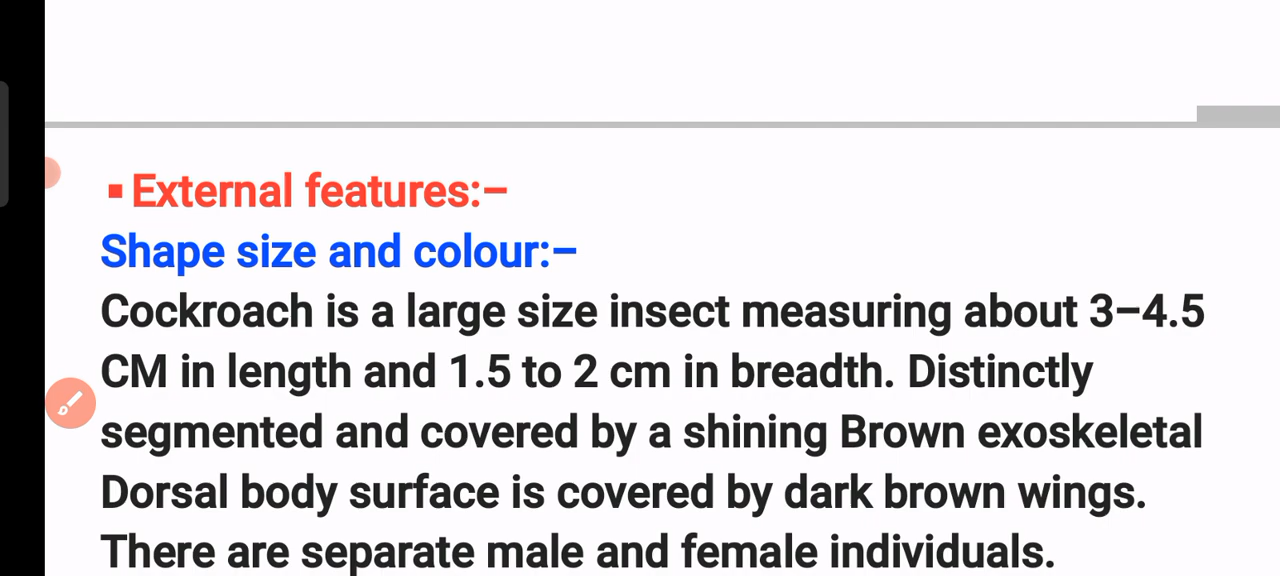 ▪External features:–
Shape size and colour:–
Cockroach is a large size insect measuring about 3–4.5
CM in length and 1.5 to 2 cm in breadth. Distinctly
segmented and covered by a shining Brown exoskeletal
Dorsal body surface is covered by dark brown wings.
There are separate male and female individuals.